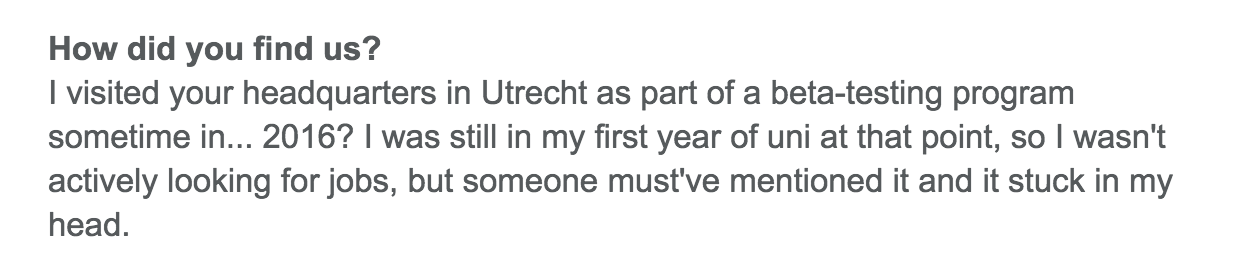 How did you find us?
I visited your headquarters in Utrecht as part of a beta-testing program
sometime in... 2016? I was still in my first year of uni at that point, so I wasn't
actively looking for jobs, but someone must've mentioned it and it stuck in my
head.